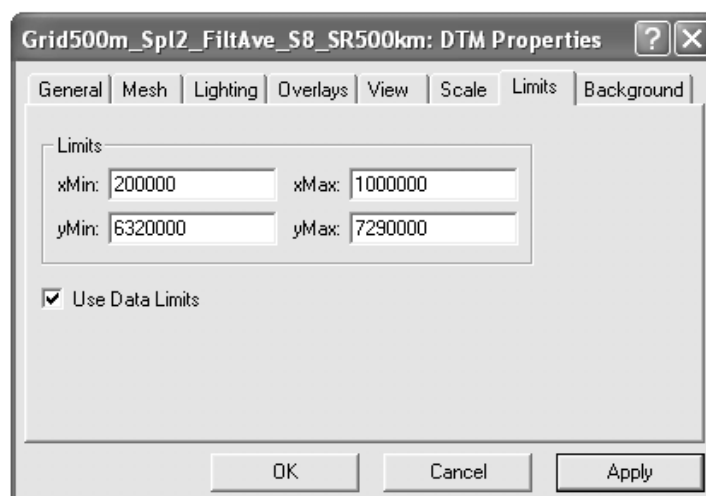 Grid500m_Spl2_FiltAve_S8_SR500km: DTM Properties
General Mesh Lighting Overlays View Scale Limits Background
Limits
xMin: 200000 xMax: 1000000
yMin: 6320000 yMax: 7290000
Use Data Limits
OK Cancel Apply